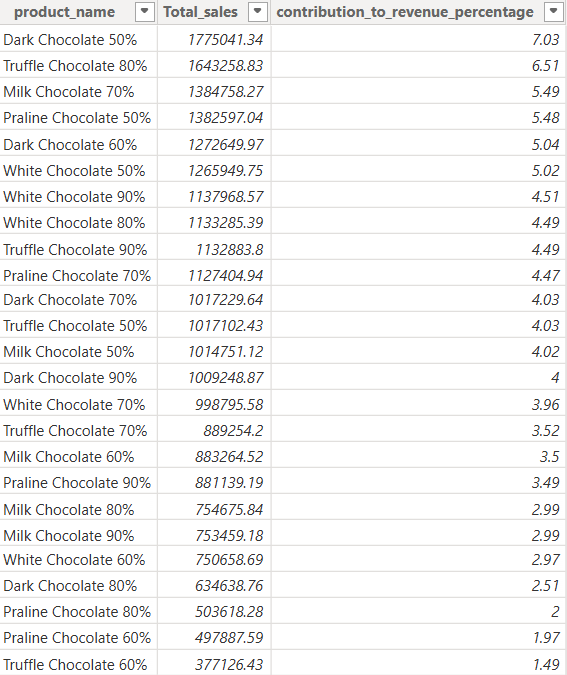 product_name Total_sales contribution_to_revenue_percentage
Dark Chocolate 50% 1775041.34 7.03
Truffle Chocolate 80% 1643258.83 6.51
Milk Chocolate 70% 1384758.27 5.49
Praline Chocolate 50% 1382597.04 5.48
Dark Chocolate 60% 1272649.97 5.04
White Chocolate 50% 1265949.75 5.02
White Chocolate 90% 1137968.57 4.51
White Chocolate 80% 1133285.39 4.49
Truffle Chocolate 90% 1132883.8 4.49
Praline Chocolate 70% 1127404.94 4.47
Dark Chocolate 70% 1017229.64 4.03
Truffle Chocolate 50% 1017102.43 4.03
Milk Chocolate 50% 1014751.12 4.02
Dark Chocolate 90% 1009248.87 4
White Chocolate 70% 998795.58 3.96
Truffle Chocolate 70% 889254.2 3.52
Milk Chocolate 60% 883264.52 3.5
Praline Chocolate 90% 881139.19 3.49
Milk Chocolate 80% 754675.84 2.99
Milk Chocolate 90% 753459.18 2.99
White Chocolate 60% 750658.69 2.97
Dark Chocolate 80% 634638.76 2.51
Praline Chocolate 80% 503618.28 2
Praline Chocolate 60% 497887.59 1.97
Truffle Chocolate 60% 377126.43 1.49